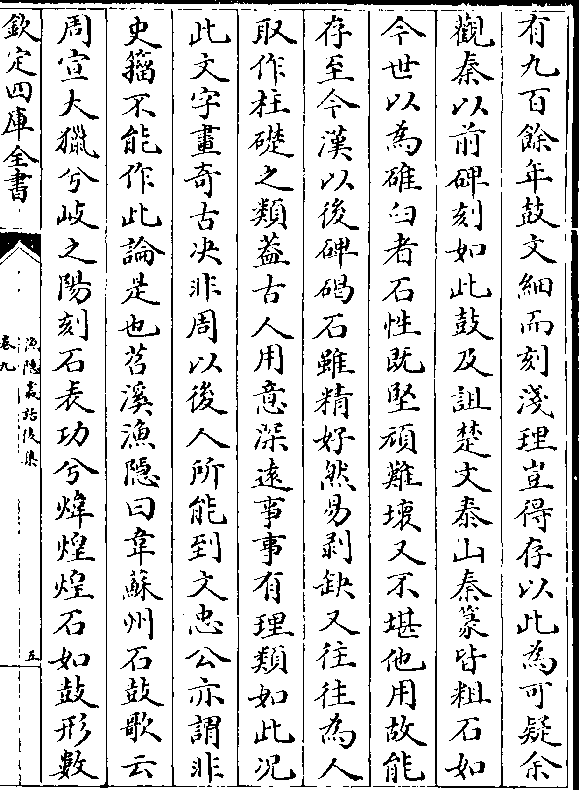 有九百餘年鼓文細而刻淺理豈得存以此為可疑余
觀秦以前碑刻如此鼓及詛楚文泰山秦篆皆粗石如
今世以為碓臼者石性既堅頑難壞又不堪他用故能
存至今漢以後碑碣石雖精好然易剥缺又往往為人
取作柱礎之類葢古人用意深遠事事有理類如此况
此文字畫奇古决非周以後人所能到文忠公亦謂非
史籀不能作此論是也苕溪漁隱曰韋蘇州石鼓歌云
周宣大獵兮岐之陽刻石表功兮煒煌煌石如鼓形數
欽定四庫全書
漁隱叢話後集
卷九
五